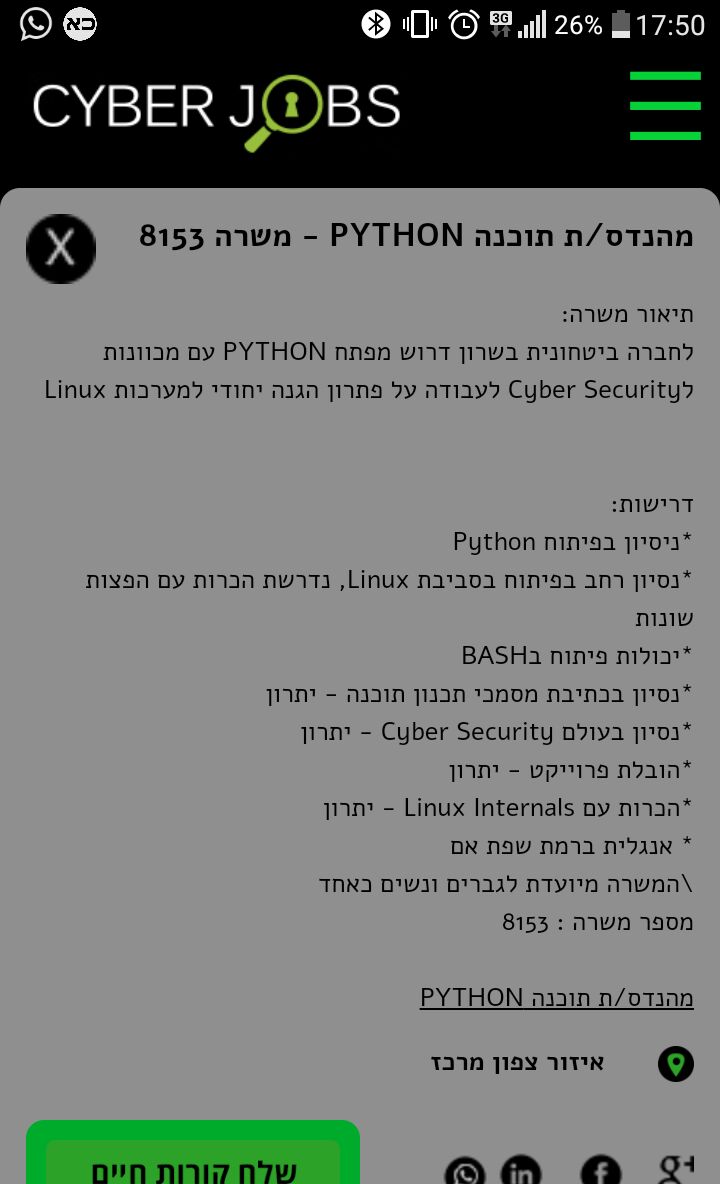 כא 3G 26% 17:50
CYBER JOBS
מהנדס/ת תוכנה PYTHON - משרה 8153
X
תיאור משרה:
לחברה ביטחונית בשרון דרוש מפתח PYTHON עם מכוונות
לCyber Security לעבודה על פתרון הגנה יחודי למערכות Linux
דרישות:
*ניסיון בפיתוח Python
*נסיון רחב בפיתוח בסביבת Linux, נדרשת הכרות עם הפצות
שונות
*יכולות פיתוח בBASH
*נסיון בכתיבת מסמכי תכנון תוכנה - יתרון
*נסיון בעולם Cyber Security - יתרון
*הובלת פרוייקט - יתרון
*הכרות עם Linux Internals - יתרון
* אנגלית ברמת שפת אם
\המשרה מיועדת לגברים ונשים כאחד
מספר משרה : 8153
מהנדס/ת תוכנה PYTHON
איזור צפון מרכז
שלח קורות חיים
g+ f in